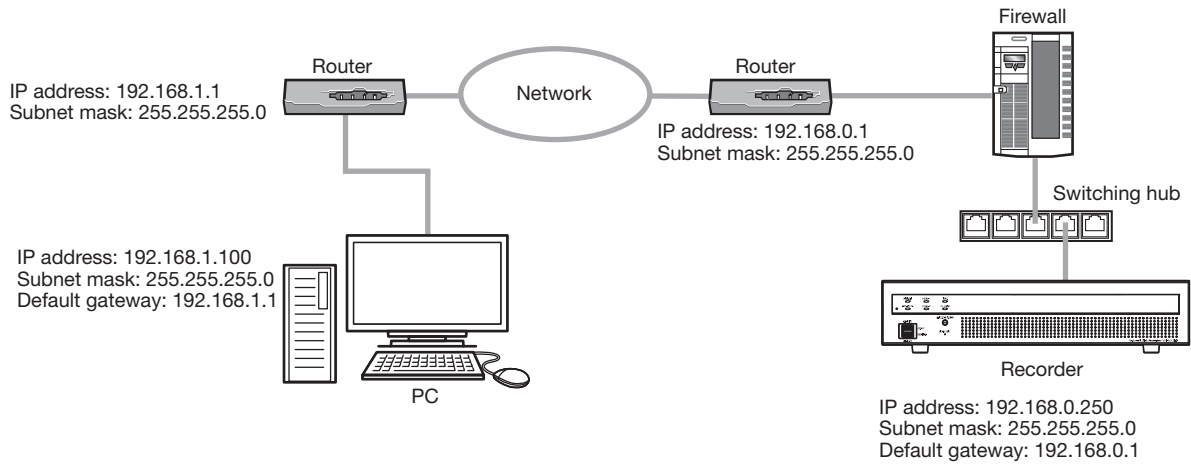 Firewall
Router
Router
IP address: 192.168.1.1
Subnet mask: 255.255.255.0
Network
IP address: 192.168.0.1
Subnet mask: 255.255.255.0
Switching hub
IP address: 192.168.1.100
Subnet mask: 255.255.255.0
Default gateway: 192.168.1.1
PC
Recorder
IP address: 192.168.0.250
Subnet mask: 255.255.255.0
Default gateway: 192.168.0.1